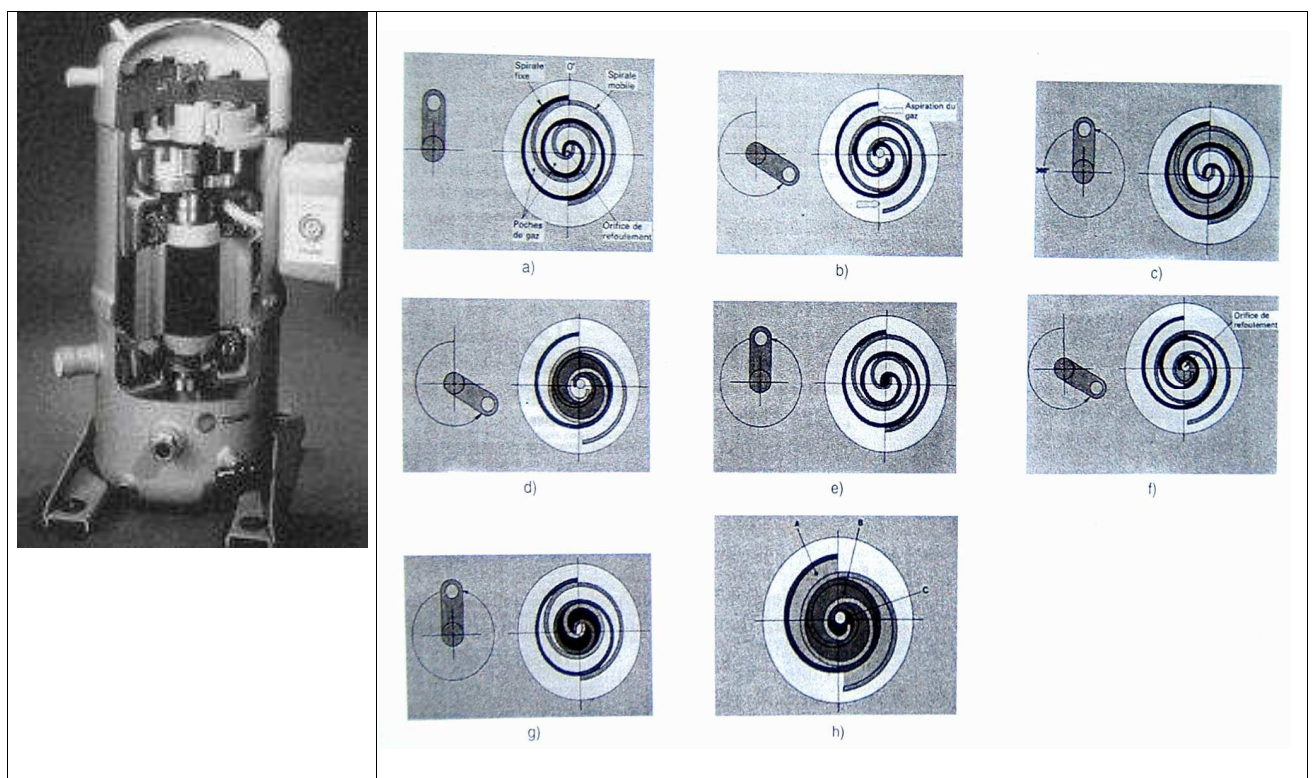 Spirale
fixe
0°
Spirale
mobile
Poches
de gaz
Orifice de
refoulement
a)
Aspiration du
gaz
b)
c)
d)
e)
Orifice de
refoulement
f)
g)
A
B
C
h)